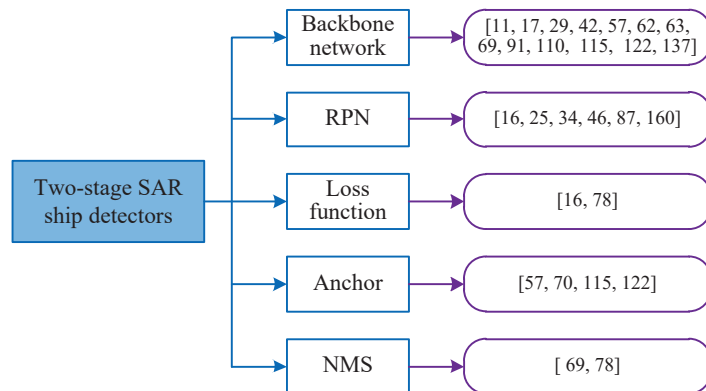 Two-stage SAR
ship detectors
Backbone
network
[11, 17, 29, 42, 57, 62, 63,
69, 91, 110, 115, 122, 137]
RPN
[16, 25, 34, 46, 87, 160]
Loss
function
[16, 78]
Anchor
[57, 70, 115, 122]
NMS
[ 69, 78]